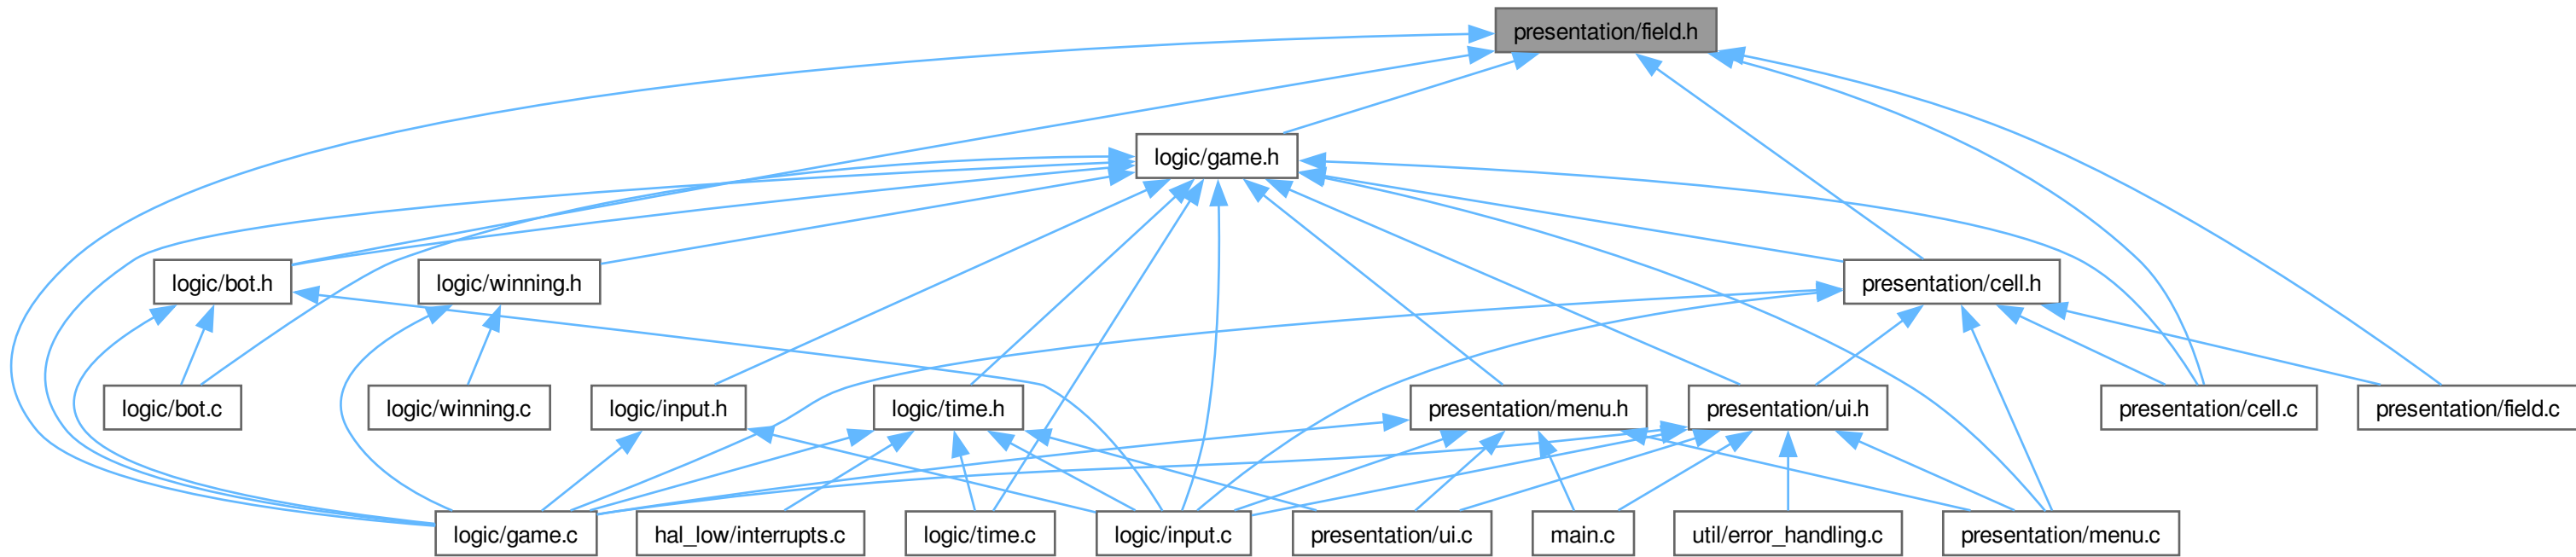 presentation/field.h
logic/game.h
logic/bot.h
logic/winning.h
presentation/cell.h
logic/bot.c
logic/winning.c
logic/input.h
logic/time.h
presentation/menu.h
presentation/ui.h
presentation/cell.c
presentation/field.c
logic/game.c
hal_low/interrupts.c
logic/time.c
logic/input.c
presentation/ui.c
main.c
util/error_handling.c
presentation/menu.c